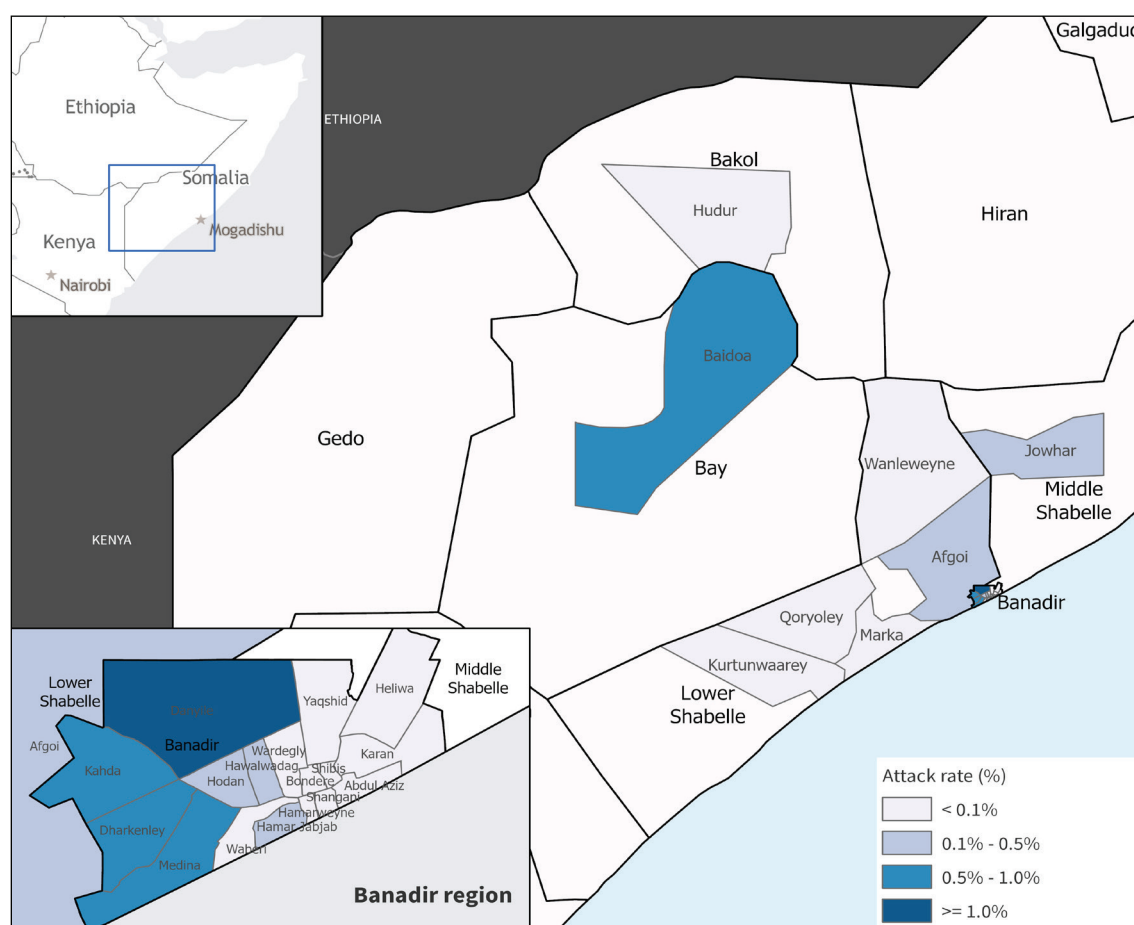 Ethiopia
Somalia
Mogadishu
Kenya
Nairobi
ETHIOPIA
Galgaduc
Bakol
Hudur
Hiran
Baidoa
Gedo
Bay
Wanleweyne
Jowhar
Middle
Shabelle
KENYA
Afgoi
Banadir
Qoryoley
Marka
Kurtunwaarey
Lower
Shabelle
Lower
Shabelle
Afgoi
Banadir
Kahda
Yaqshid
Heliwa
Middle
Shabelle
Karan
Wardegly
Hawalwadag
Hodan
Shibis
Bondere
Abdul Aziz
Shangani
Hamarweyne
Hamar Jabjab
Waberi
Dharkenley
Medina
Banadir region
Attack rate (%)
< 0.1%
0.1% - 0.5%
0.5% - 1.0%
>= 1.0%